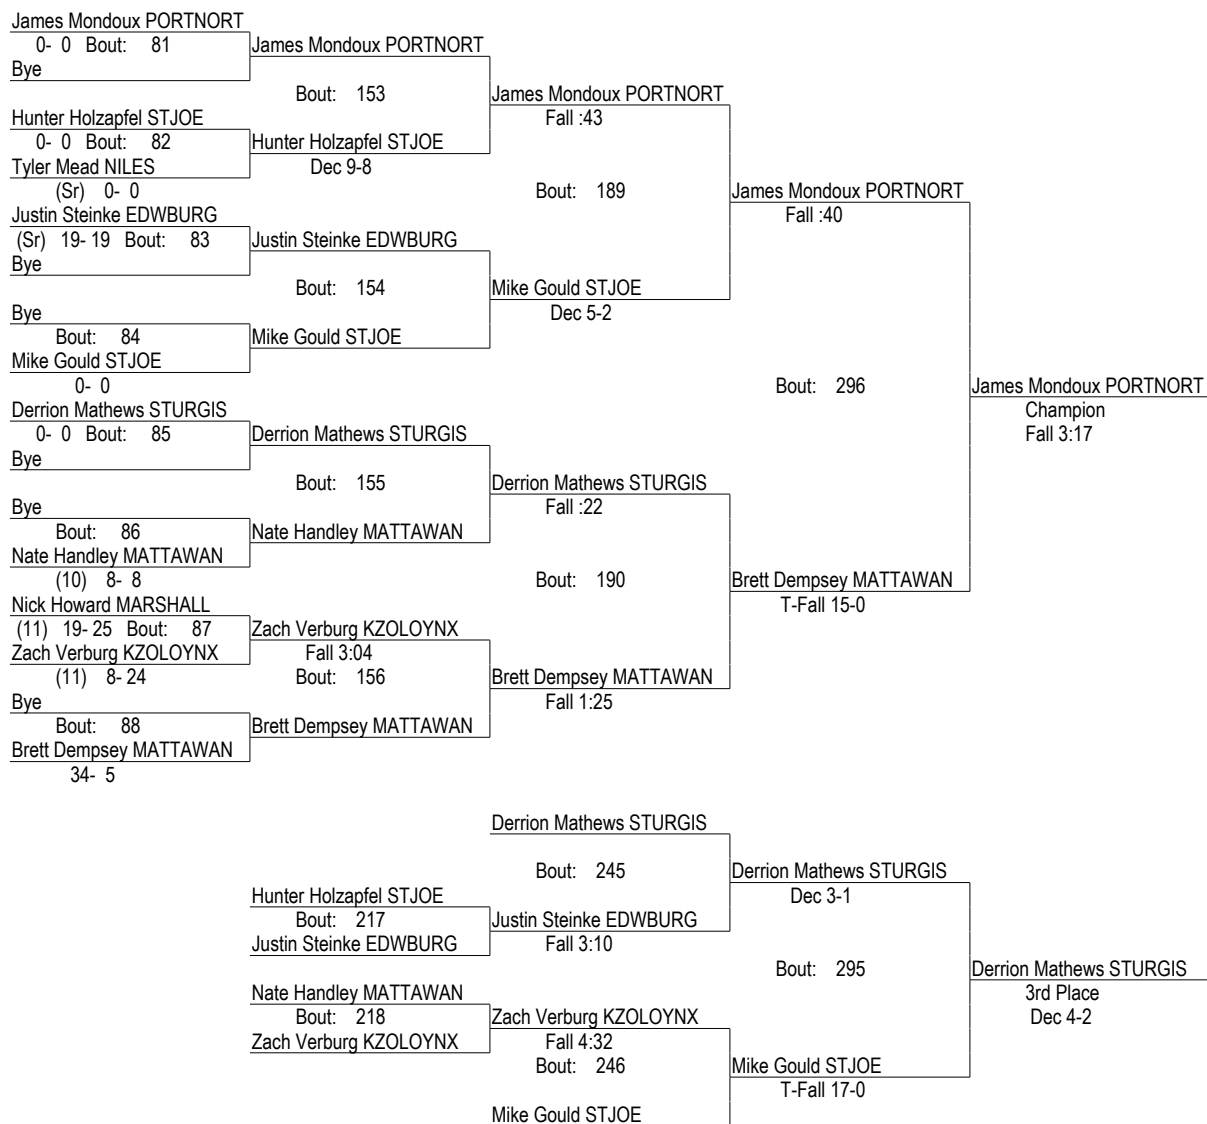 James Mondoux PORTNORT
0- 0 Bout: 81
James Mondoux PORTNORT
Bye
Bout: 153
James Mondoux PORTNORT
Hunter Holzapfel STJOE
Fall :43
0- 0 Bout: 82
Hunter Holzapfel STJOE
Tyler Mead NILES
Dec 9-8
(Sr) 0- 0
Bout: 189
James Mondoux PORTNORT
Justin Steinke EDWBURG
Fall :40
(Sr) 19- 19 Bout: 83
Justin Steinke EDWBURG
Bye
Bout: 154
Mike Gould STJOE
Bye
Dec 5-2
Bout: 84
Mike Gould STJOE
Mike Gould STJOE
0- 0
Bout: 296
James Mondoux PORTNORT
Derrion Mathews STURGIS
Champion
0- 0 Bout: 85
Derrion Mathews STURGIS
Fall 3:17
Bye
Bout: 155
Derrion Mathews STURGIS
Bye
Fall :22
Bout: 86
Nate Handley MATTAWAN
Nate Handley MATTAWAN
(10) 8- 8
Bout: 190
Brett Dempsey MATTAWAN
Nick Howard MARSHALL
T-Fall 15-0
(11) 19- 25 Bout: 87
Zach Verburg KZOLOYNX
Zach Verburg KZOLOYNX
Fall 3:04
(11) 8- 24
Bout: 156
Brett Dempsey MATTAWAN
Bye
Fall 1:25
Bout: 88
Brett Dempsey MATTAWAN
Brett Dempsey MATTAWAN
34- 5
Derrion Mathews STURGIS
Bout: 245
Derrion Mathews STURGIS
Hunter Holzapfel STJOE
Dec 3-1
Bout: 217
Justin Steinke EDWBURG
Justin Steinke EDWBURG
Fall 3:10
Bout: 295
Derrion Mathews STURGIS
Nate Handley MATTAWAN
3rd Place
Bout: 218
Zach Verburg KZOLOYNX
Dec 4-2
Zach Verburg KZOLOYNX
Fall 4:32
Bout: 246
Mike Gould STJOE
T-Fall 17-0
Mike Gould STJOE